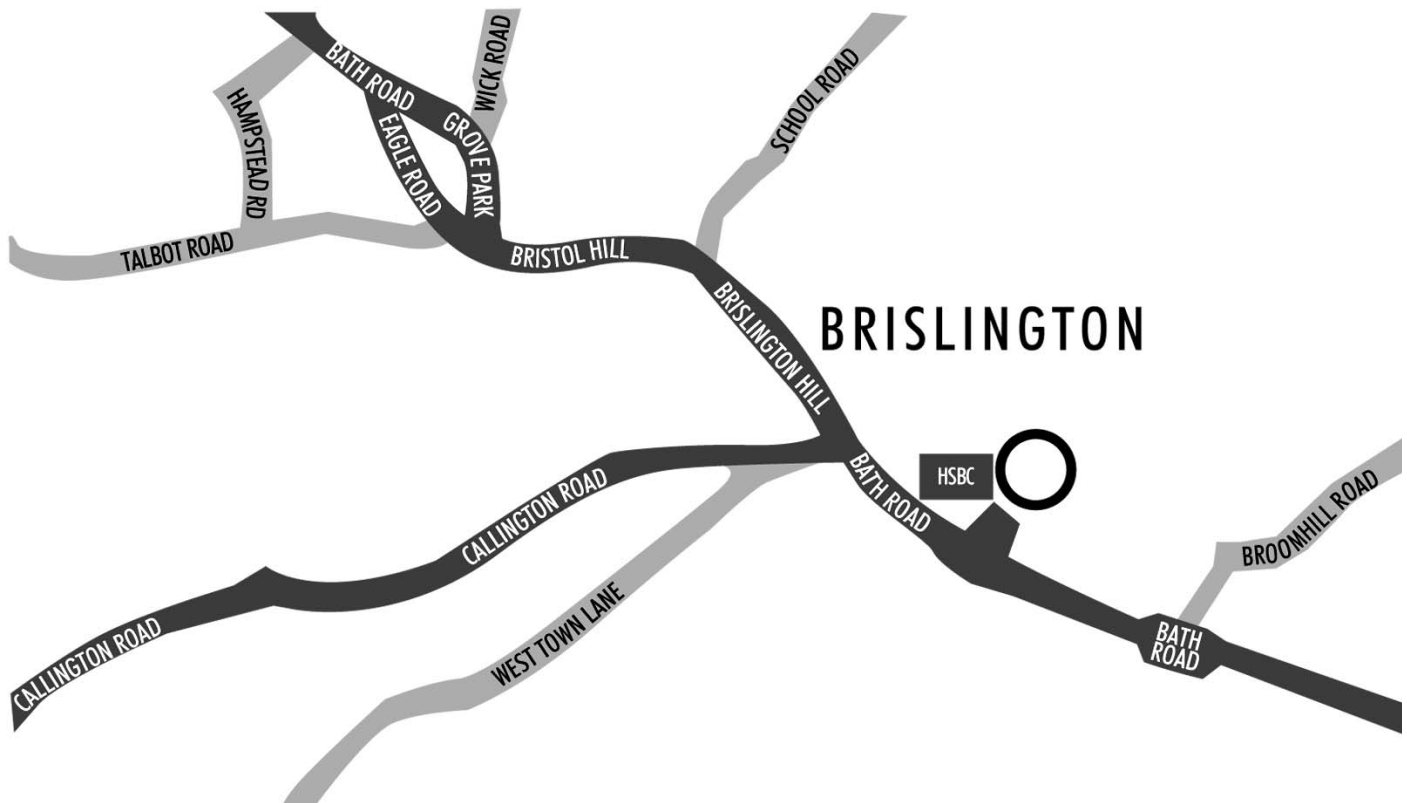 BATH ROAD
WICK ROAD
SCHOOL ROAD
HAMPSTEAD RD
EAGLE ROAD
GROVE PARK
TALBOT ROAD
BRISTOL HILL
BRISLINGTON HILL
BRISLINGTON
CALLINGTON ROAD
BATH ROAD
HSBC
BROOMHILL ROAD
CALLINGTON ROAD
WEST TOWN LANE
BATH
ROAD